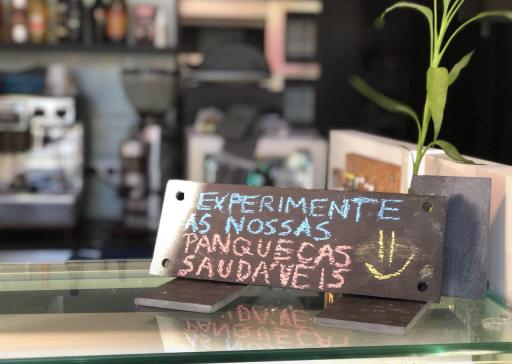 EXPERIMENTE
AS NOSSAS
PANQUECAS
SAUDÁVEIS